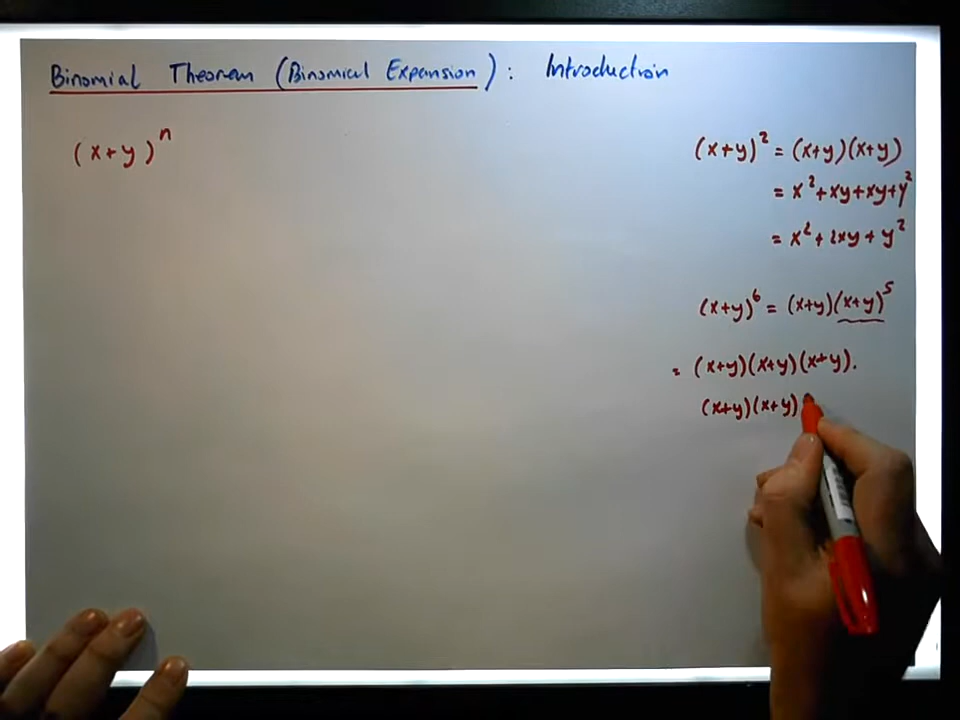 Binomial Theorem (Binomial Expansion): Introduction
(x+y)^n
(x+y)^2 = (x+y)(x+y)
= x^2+xy+xy+y^2
= x^2+2xy+y^2
(x+y)^6 = (x+y)(x+y)^5
= (x+y)(x+y)(x+y).
(x+y)(x+y)